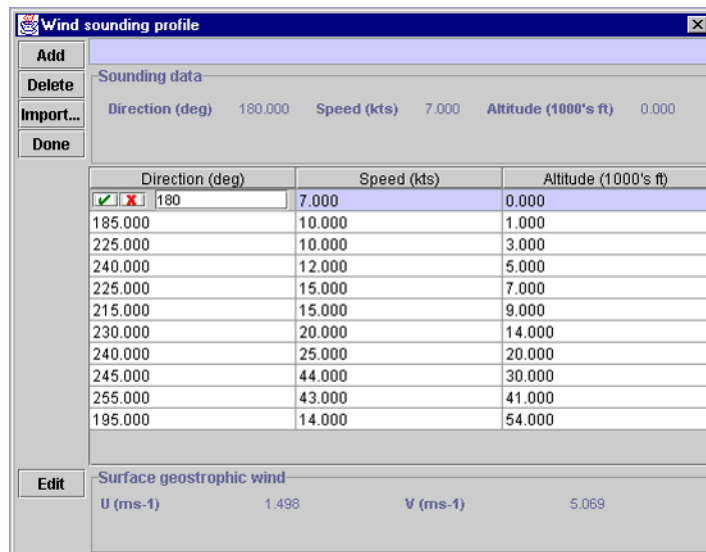 Wind sounding profile
Add
Delete
Import...
Done
Sounding data
Direction (deg) 180.000 Speed (kts) 7.000 Altitude (1000's ft) 0.000
Direction (deg) Speed (kts) Altitude (1000's ft)
180 7.000 0.000
185.000 10.000 1.000
225.000 10.000 3.000
240.000 12.000 5.000
225.000 15.000 7.000
215.000 15.000 9.000
230.000 20.000 14.000
240.000 25.000 20.000
245.000 44.000 30.000
255.000 43.000 41.000
195.000 14.000 54.000
Edit
Surface geostrophic wind
U (ms-1) 1.498 V (ms-1) 5.069